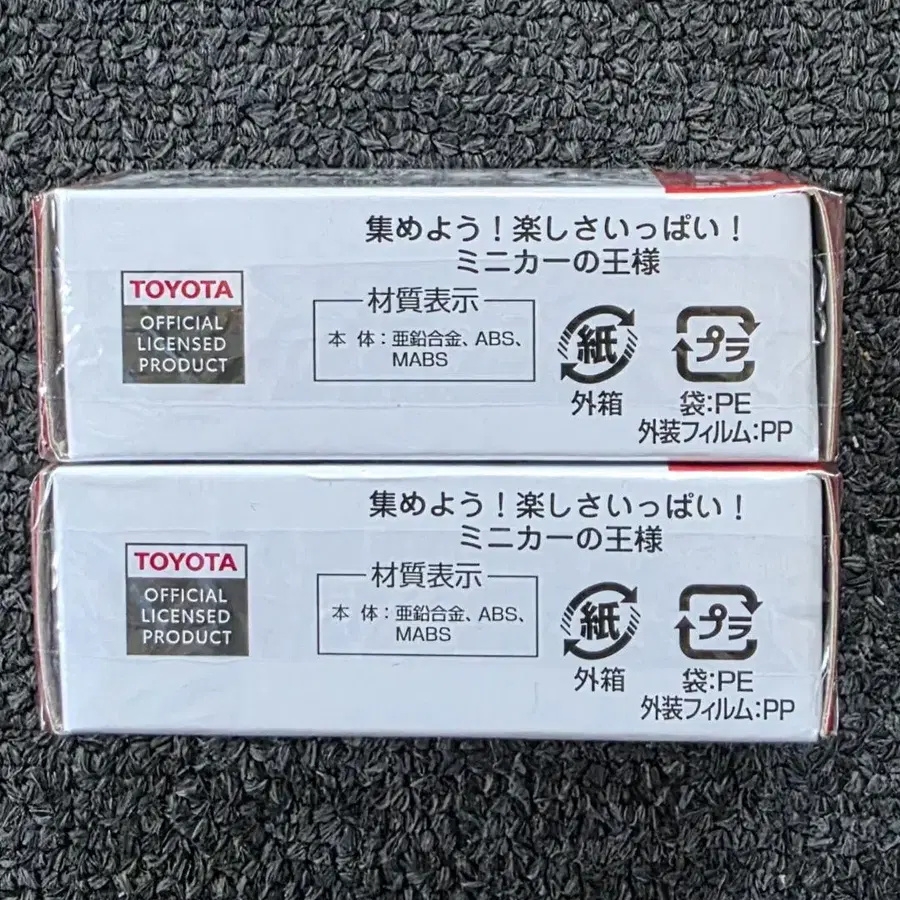 集めよう！楽しさいっぱい！
ミニカーの王様
TOYOTA
OFFICIAL
LICENSED
PRODUCT
材質表示
本 体：亜鉛合金、ABS、
MABS
紙
外箱
プラ
袋:PE
外装フィルム:PP
集めよう！楽しさいっぱい！
ミニカーの王様
TOYOTA
OFFICIAL
LICENSED
PRODUCT
材質表示
本 体：亜鉛合金、ABS、
MABS
紙
外箱
プラ
袋:PE
外装フィルム:PP